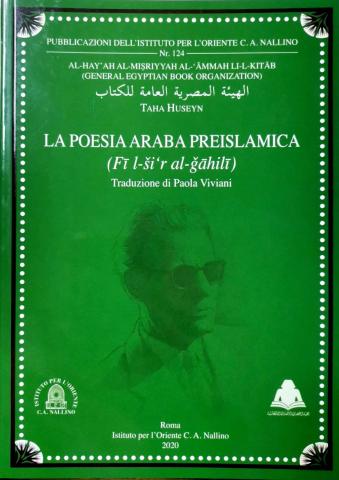 PUBBLICAZIONI DELL'ISTITUTO PER L'ORIENTE C. A. NALLINO
Nr. 124
AL-HAY'AH AL-MIṢRIYYAH AL-ʻĀMMAH LI-L-KITĀB
(GENERAL EGYPTIAN BOOK ORGANIZATION)
الهيئة المصرية العامة للكتاب
TAHA HUSEYN
LA POESIA ARABA PREISLAMICA
(Fī l-šiʻr al-ǧāhilī)
Traduzione di Paola Viviani
ISTITUTO PER L'ORIENTE
C. A. NALLINO
Roma
Istituto per l'Oriente C. A. Nallino
2020